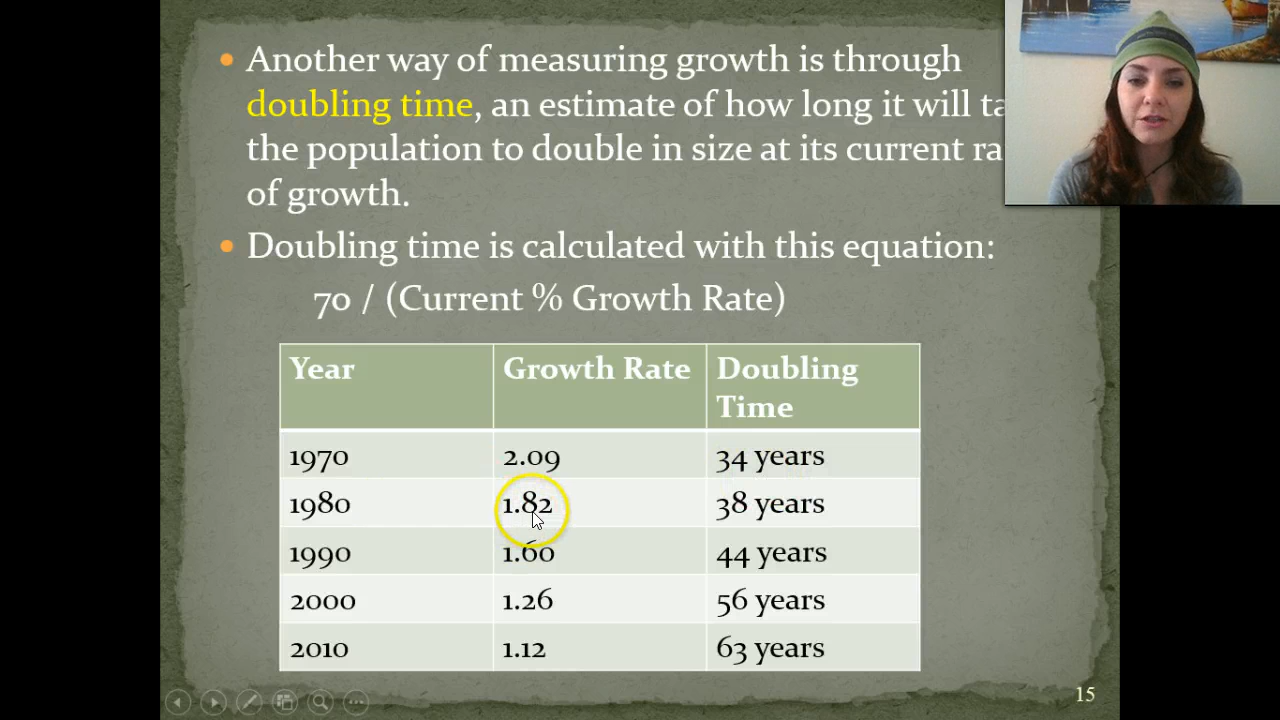 Another way of measuring growth is through
doubling time, an estimate of how long it will
the population to double in size at its current
of growth.
Doubling time is calculated with this equation:
70 / (Current % Growth Rate)
Year Growth Rate Doubling
Time
1970 2.09 34 years
1980 1.82 38 years
1990 1.60 44 years
2000 1.26 56 years
2010 1.12 63 years
15